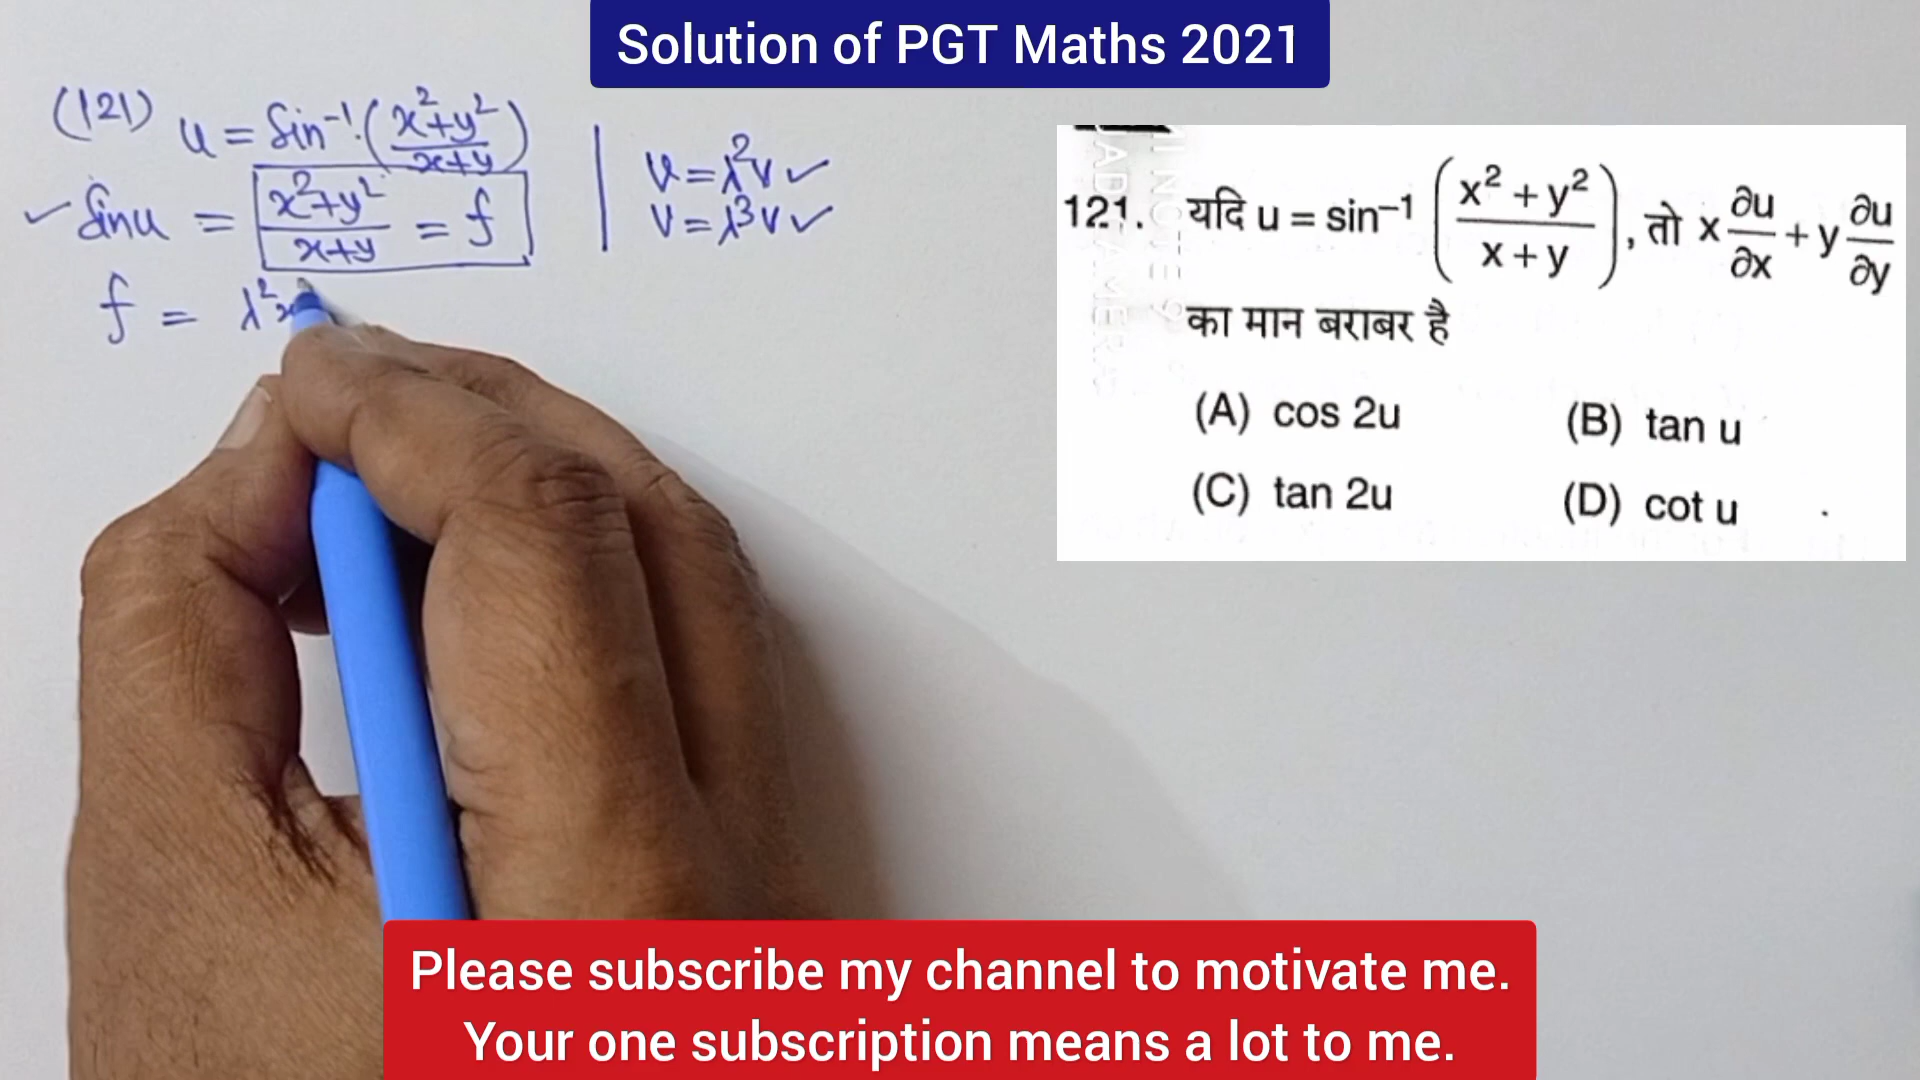 Solution of PGT Maths 2021
(121) u = Sin⁻¹(x²+y²/x+y)
Sinu = x²+y²/x+y = f
f = λ²x
v = λ²v ✓
v = λ³v ✓
121. यदि u = sin⁻¹ (x² + y²/x + y), तो x ∂u/∂x + y ∂u/∂y
का मान बराबर है
(A) cos 2u (B) tan u
(C) tan 2u (D) cot u
Please subscribe my channel to motivate me.
Your one subscription means a lot to me.